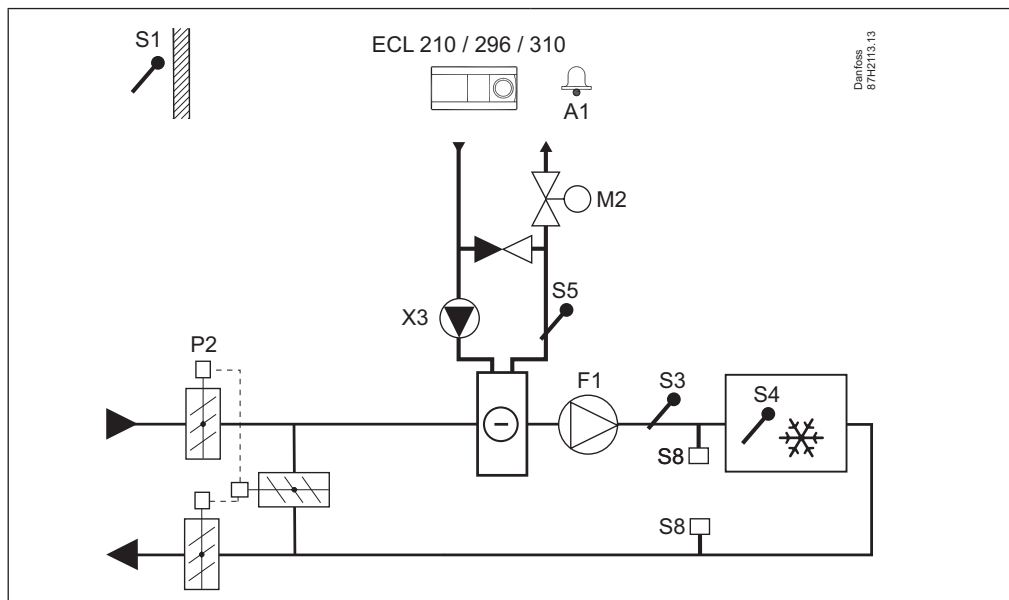 S1
ECL 210 / 296 / 310
A1
Danfoss
87H2113.13
M2
S5
X3
P2
F1
S3
S4
S8
S8